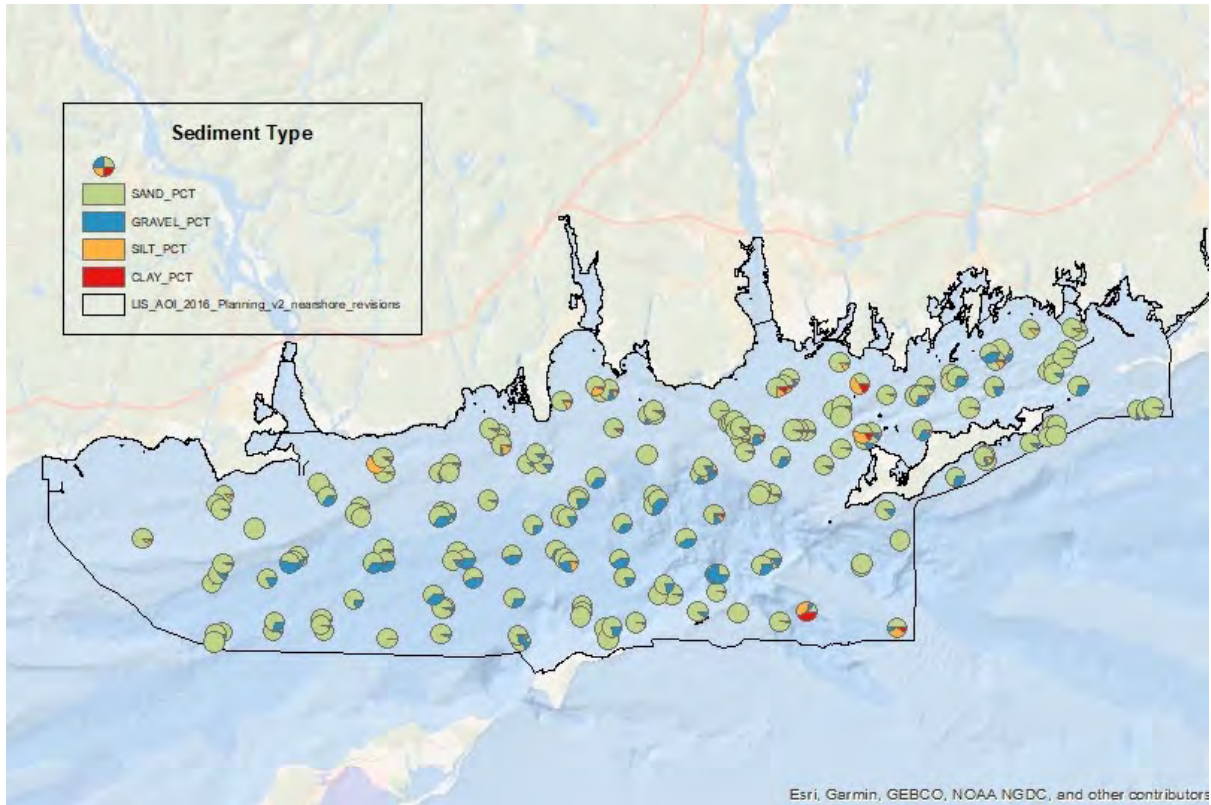 Sediment Type
SAND_PCT
GRAVEL_PCT
SILT_PCT
CLAY_PCT
LIS_AOI_2016_Planning_v2_nearshore_revisions
Esri, Garmin, GEBCO, NOAA NGDC, and other contributors